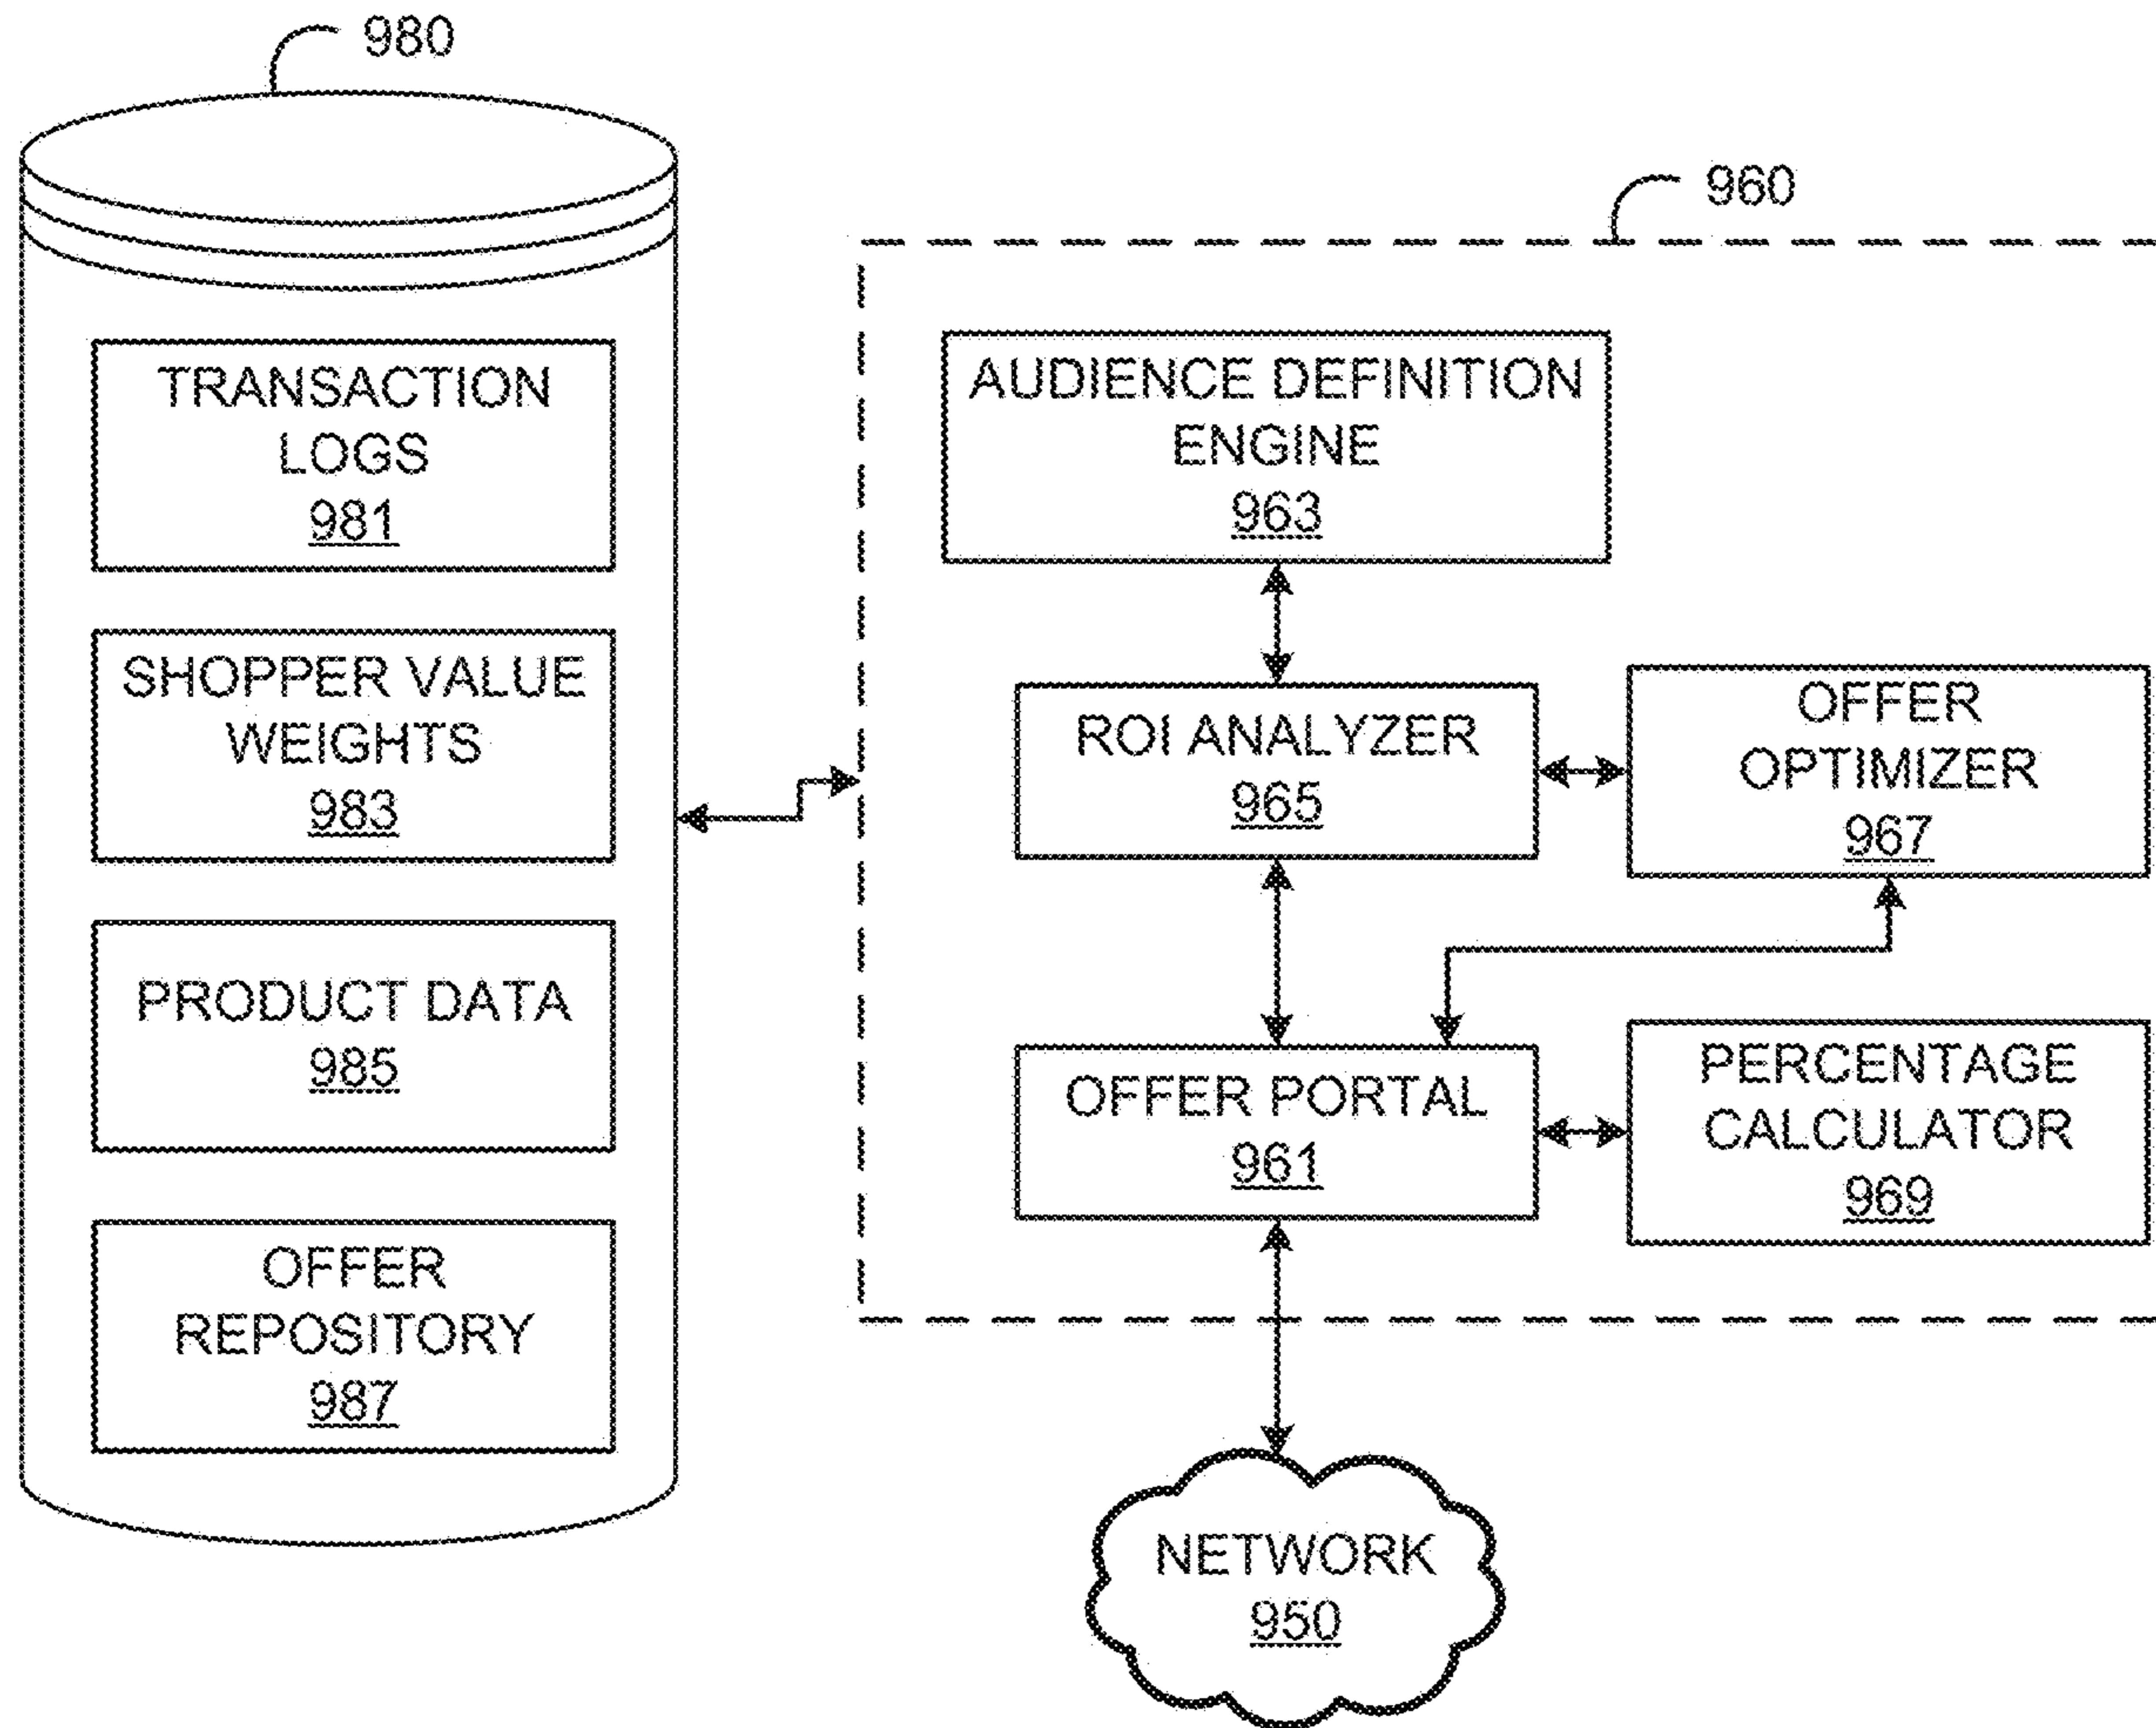 980
TRANSACTION
LOGS
981
SHOPPER VALUE
WEIGHTS
983
PRODUCT DATA
985
OFFER
REPOSITORY
987
960
AUDIENCE DEFINITION
ENGINE
963
ROI ANALYZER
965
OFFER
OPTIMIZER
967
OFFER PORTAL
961
PERCENTAGE
CALCULATOR
969
NETWORK
950